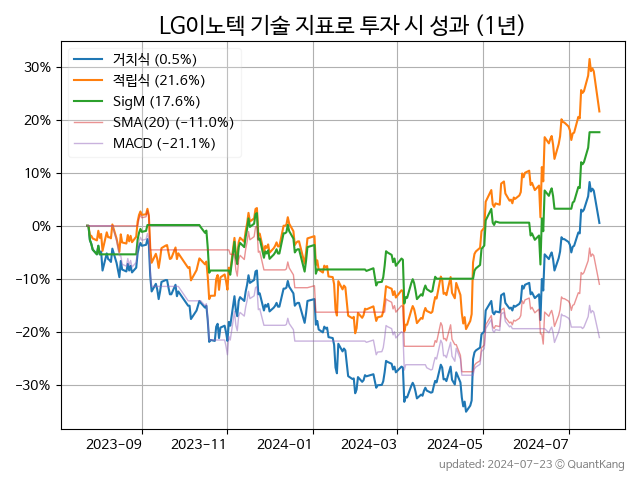 LG이노텍 기술 지표로 투자 시 성과 (1년)
거치식 (0.5%)
적립식 (21.6%)
SigM (17.6%)
SMA(20) (−11.0%)
MACD (−21.1%)
30%
20%
10%
0%
−10%
−20%
−30%
2023−09
2023−11
2024−01
2024−03
2024−05
2024−07
updated: 2024-07-23 © QuantKang